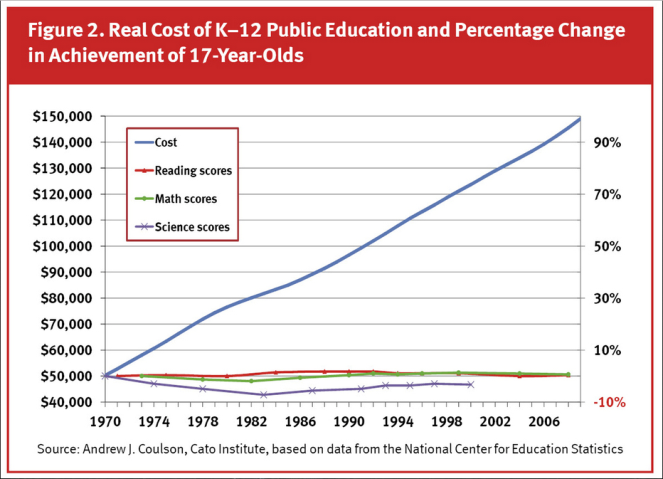 Figure 2. Real Cost of K–12 Public Education and Percentage Change
in Achievement of 17-Year-Olds
$150,000
$140,000
$130,000
$120,000
$110,000
$100,000
$90,000
$80,000
$70,000
$60,000
$50,000
$40,000
Cost
Reading scores
Math scores
Science scores
90%
70%
50%
30%
10%
-10%
1970 1974 1978 1982 1986 1990 1994 1998 2002 2006
Source: Andrew J. Coulson, Cato Institute, based on data from the National Center for Education Statistics